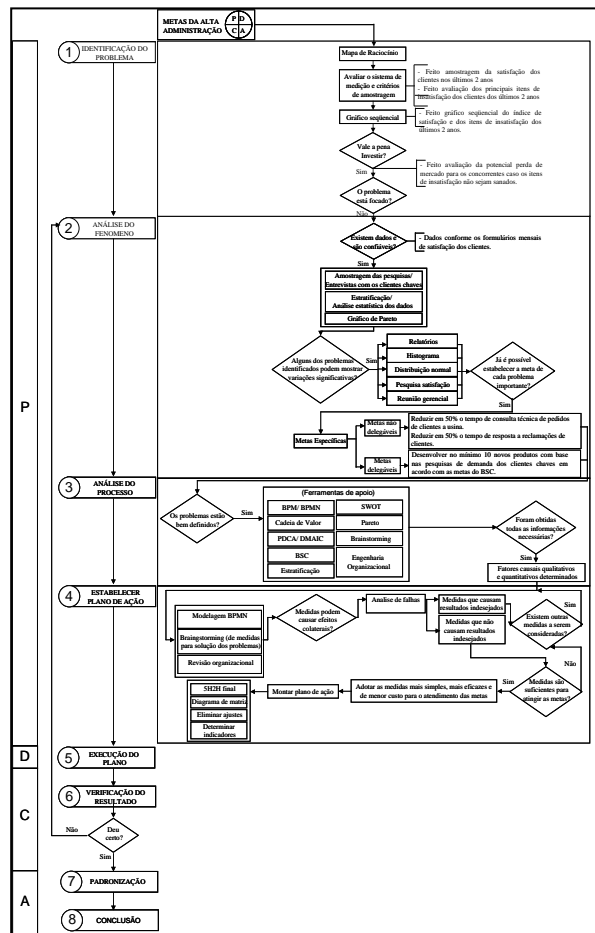 METAS DA ALTA
ADMINISTRAÇÃO
P D
C A
P
1
IDENTIFICAÇÃO DO
PROBLEMA
Mapa de Raciocínio
Avaliar o sistema de
medição e critérios
de amostragem
- Feito amostragem da satisfação dos
clientes nos últimos 2 anos
- Feito avaliação dos principais itens de
insatisfação dos clientes dos últimos 2 anos
Gráfico seqüencial
- Feito gráfico seqüencial do índice de
satisfação e dos itens de insatisfação dos
últimos 2 anos.
Vale a pena
Investir?
Sim
- Feito avaliação da potencial perda de
mercado para os concorrentes caso os itens
de insatisfação não sejam sanados.
O problema
está focado?
Não
2
ANÁLISE DO
FENOMENO
Existem dados e
são confiáveis?
- Dados conforme os formulários mensais
de satisfação dos clientes.
Sim
Amostragem das pesquisas/
Entrevistas com os clientes chaves
Estratificação/
Análise estatística dos dados
Gráfico de Pareto
Alguns dos problemas
identificados podem mostrar
variações significativas?
Sim
Relatórios
Histograma
Distribuição normal
Pesquisa satisfação
Reunião gerencial
Já é possível
estabelecer a meta de
cada problema
importante?
Sim
Metas Específicas
Metas não
delegáveis
Reduzir em 50% o tempo de consulta técnica de pedidos
de clientes a usina.
Reduzir em 50% o tempo de resposta a reclamações de
clientes.
Metas
delegáveis
Desenvolver no mínimo 10 novos produtos com base
nas pesquisas de demanda dos clientes chaves em
acordo com as metas do BSC.
3
ANÁLISE DO
PROCESSO
Os problemas estão
bem definidos?
Sim
(Ferramentas de apoio)
BPM/ BPMN
Cadeia de Valor
PDCA/ DMAIC
BSC
Estratificação
SWOT
Pareto
Brainstorming
Engenharia
Organizacional
Foram obtidas
todas as informações
necessárias?
Sim
Fatores causais qualitativos
e quantitativos determinados
4
ESTABELECER
PLANO DE AÇÃO
Modelagem BPMN
Braingstorming (de medidas
para solução dos problemas)
Revisão organizacional
Medidas podem
causar efeitos
colaterais?
Analise de falhas
Medidas que causam
resultados indesejados
Medidas que não
causam resultados
indesejados
Sim
Existem outras
medidas a serem
consideradas?
Não
Medidas são
suficientes para
atingir as metas?
Sim
Adotar as medidas mais simples, mais eficazes e
de menor custo para o atendimento das metas
Montar plano de ação
5H2H final
Diagrama de matriz
Eliminar ajustes
Determinar
indicadores
D
5
EXECUÇÃO DO
PLANO
C
6
VERIFICAÇÃO DO
RESULTADO
Não
Deu
certo?
Sim
A
7
PADRONIZAÇÃO
8
CONCLUSÃO